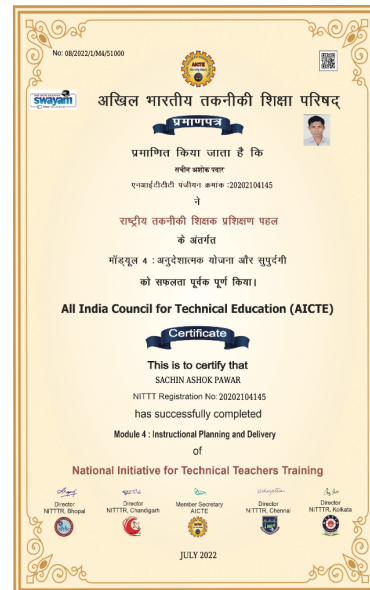 No: 08/2022/1/M4/51000
AICTE
swayam
अखिल भारतीय तकनीकी शिक्षा परिषद्
प्रमाणपत्र
प्रमाणित किया जाता है कि
सचीन अशोक पवार
एनआईटीटीटी पंजीयन क्रमांक :20202104145
ने
राष्ट्रीय तकनीकी शिक्षक प्रशिक्षण पहल
के अंतर्गत
मॉड्यूल 4 : अनुदेशात्मक योजना और सुपुर्दगी
को सफलता पूर्वक पूर्ण किया।
All India Council for Technical Education (AICTE)
Certificate
This is to certify that
SACHIN ASHOK PAWAR
NITTT Registration No: 20202104145
has successfully completed
Module 4 : Instructional Planning and Delivery
of
National Initiative for Technical Teachers Training
Director Director Member Secretary Director Director
NITTTR, Bhopal NITTTR, Chandigarh AICTE NITTTR, Chennai NITTTR, Kolkata
JULY 2022